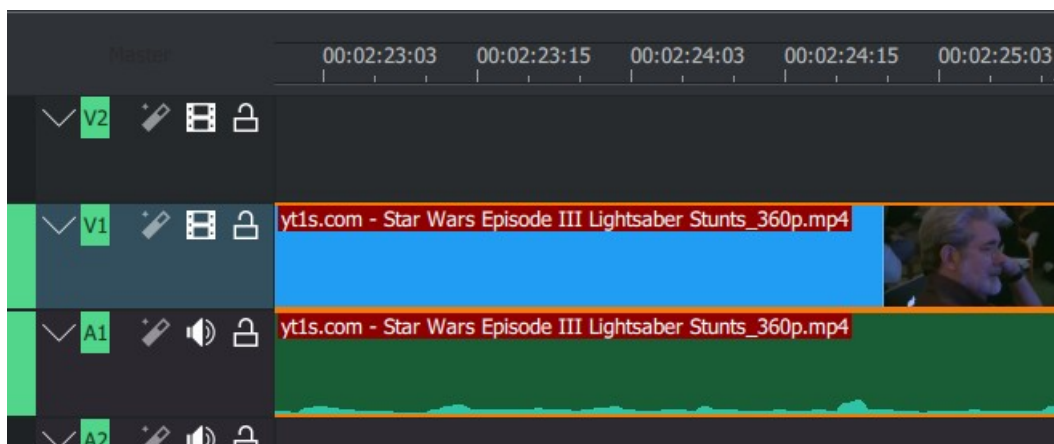 Master
00:02:23:03 00:02:23:15 00:02:24:03 00:02:24:15 00:02:25:03
V2
V1 yt1s.com - Star Wars Episode III Lightsaber Stunts_360p.mp4
A1 yt1s.com - Star Wars Episode III Lightsaber Stunts_360p.mp4
A2